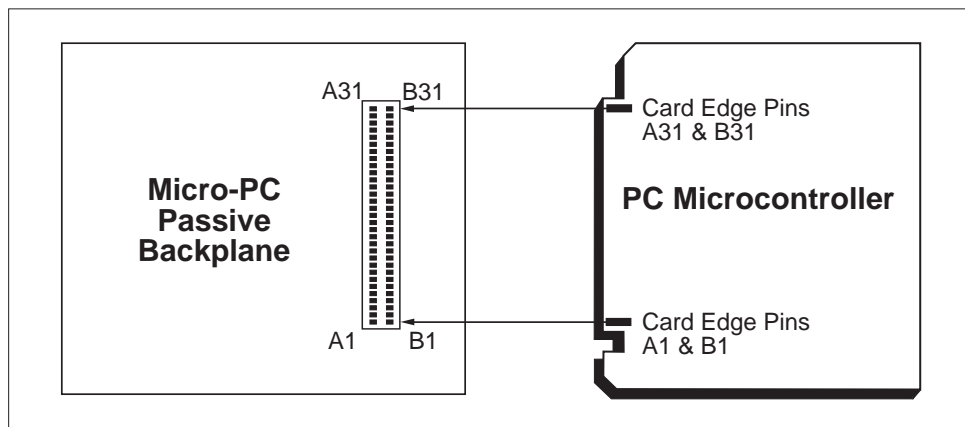 A31 B31
Card Edge Pins
A31 & B31
Micro-PC
Passive
Backplane
PC Microcontroller
Card Edge Pins
A1 & B1
A1 B1